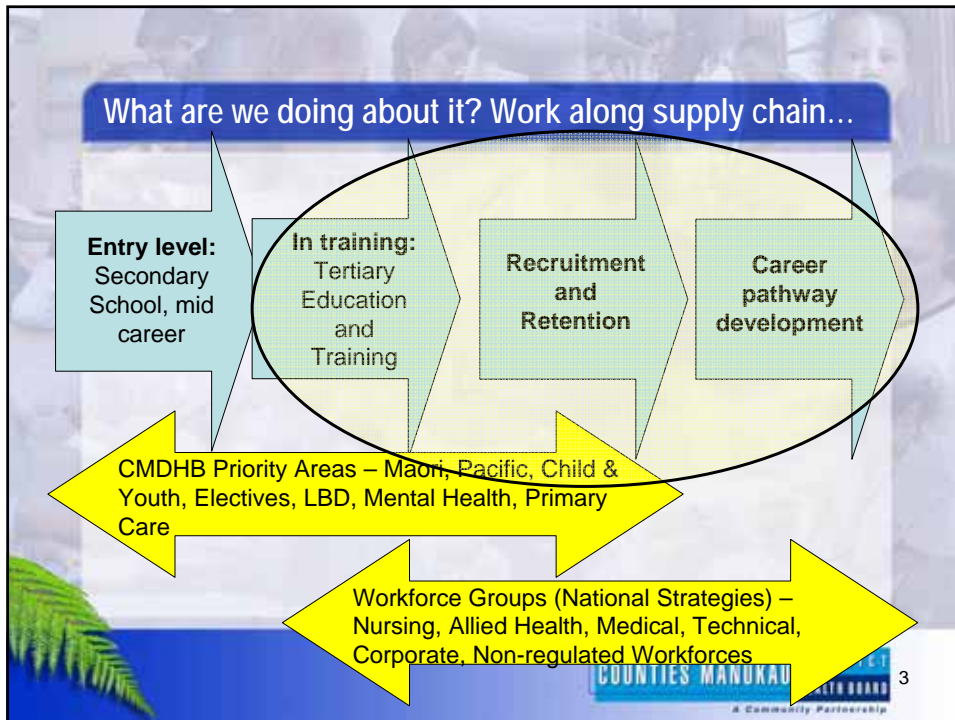 What are we doing about it? Work along supply chain...
Entry level:
Secondary
School, mid
career
In training:
Tertiary
Education
and
Training
Recruitment
and
Retention
Career
pathway
development
CMDHB Priority Areas – Maori, Pacific, Child &
Youth, Electives, LBD, Mental Health, Primary
Care
Workforce Groups (National Strategies) –
Nursing, Allied Health, Medical, Technical,
Corporate, Non-regulated Workforces
COUNTIES MANUKAU
BOARD
A Community Partnership
3